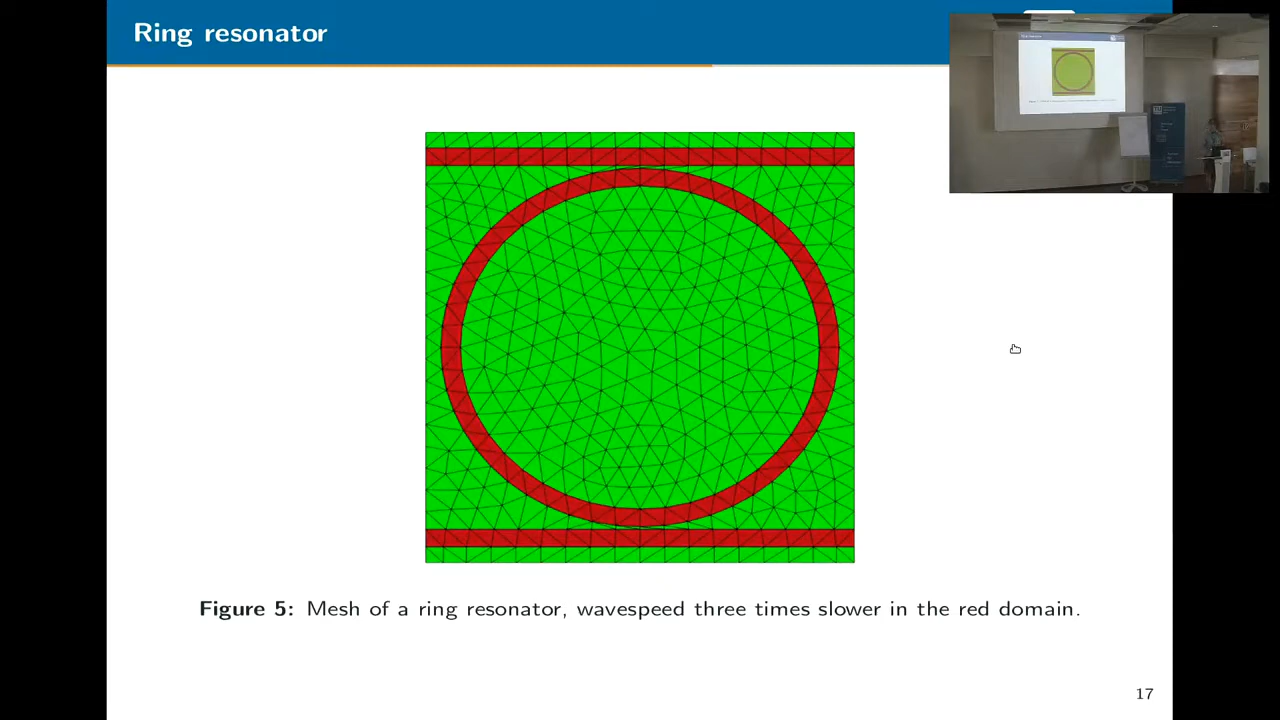 Ring resonator
Figure 5: Mesh of a ring resonator, wavespeed three times slower in the red domain.
17